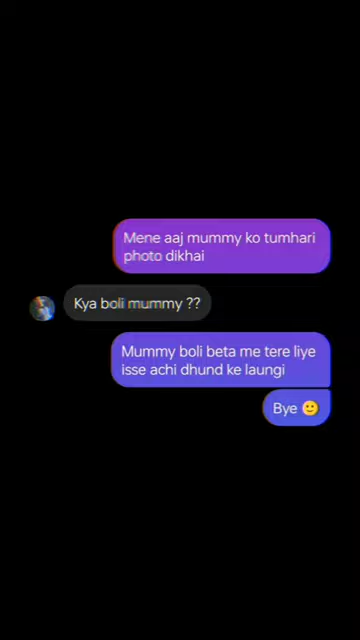 Mene aaj mummy ko tumhari
photo dikhai
Kya boli mummy ??
Mummy boli beta me tere liye
isse achi dhund ke laungi
Bye 🙂